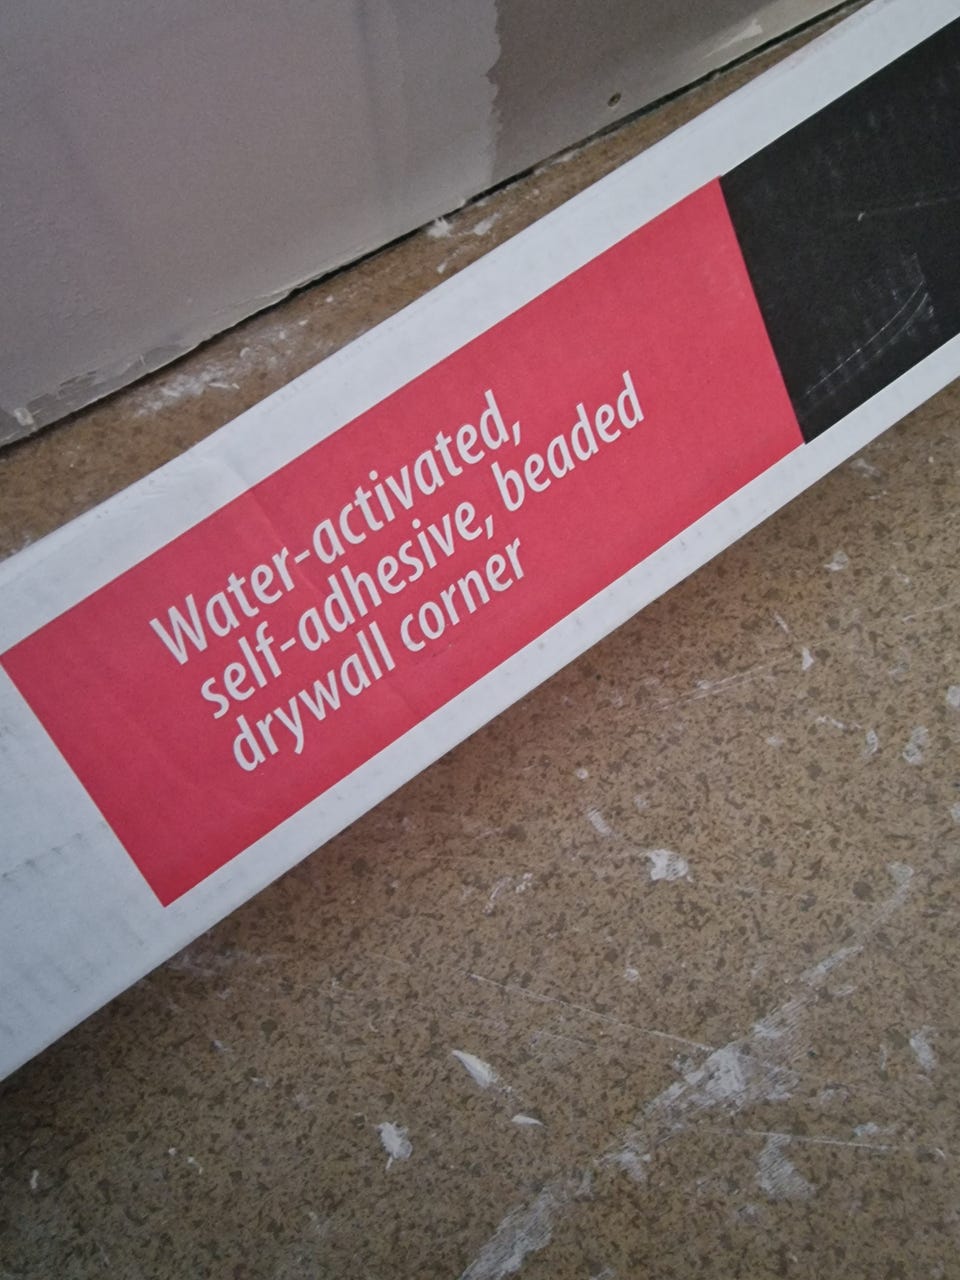 Water-activated,
self-adhesive, beaded
drywall corner